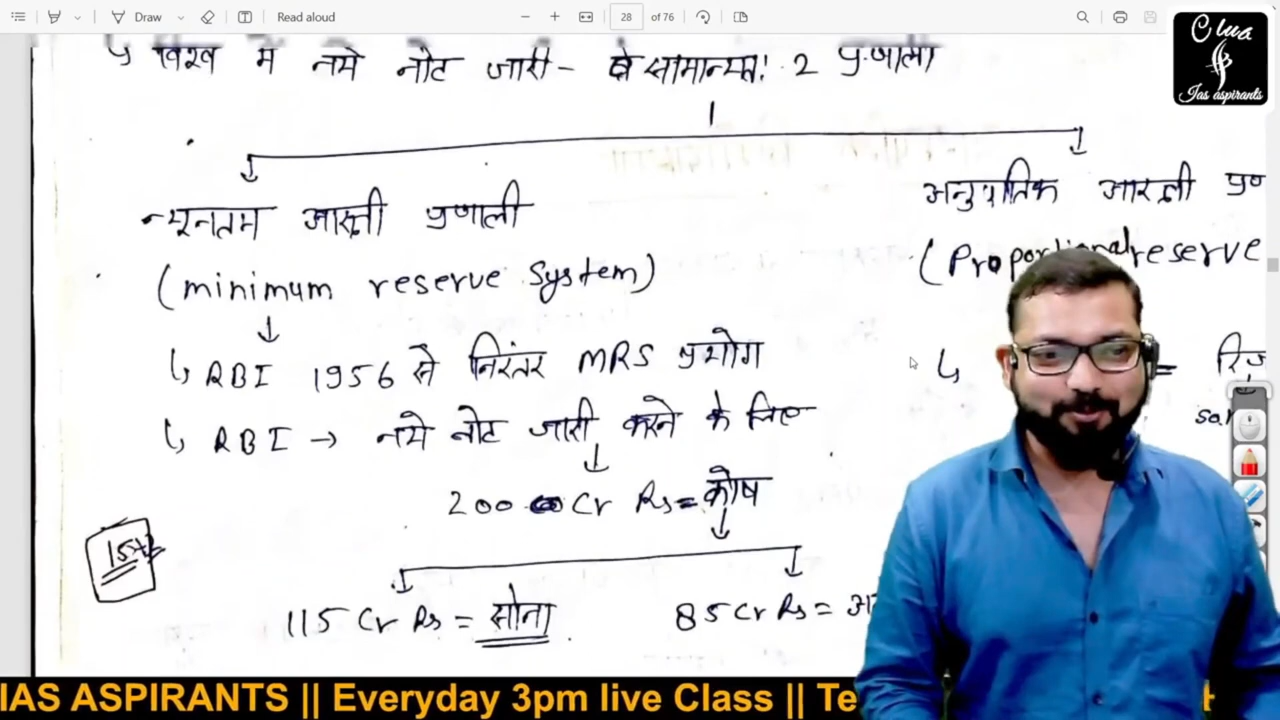 Draw
Read aloud
28
of 76
Clua
Ias aspirants
विश्व में नये नोट जारी - सामान्यतः 2 प्रणाली
न्यूनतम आरक्षी प्रणाली
(minimum reserve System)
अनुपातिक आरक्षी
(Proportional reserve
RBI 1956 से निरंतर MRS प्रयोग
RBI → नये नोट जारी करने के लिए
200 Cr Rs = कोष
=
115 Cr Rs = सोना
85 Cr Rs =
IAS ASPIRANTS || Everyday 3pm live Class || Te